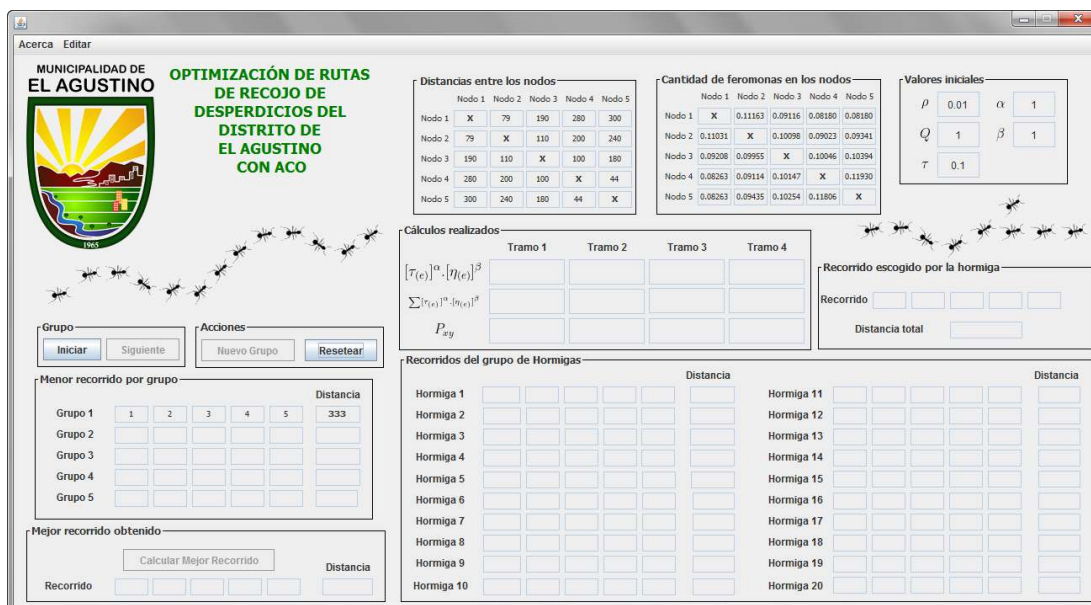 Acerca Editar
MUNICIPALIDAD DE
EL AGUSTINO
1965
OPTIMIZACIÓN DE RUTAS
DE RECOJO DE
DESPERDICIOS DEL
DISTRITO DE
EL AGUSTINO
CON ACO
Distancias entre los nodos
Nodo 1 Nodo 2 Nodo 3 Nodo 4 Nodo 5
Nodo 1 X 79 190 280 300
Nodo 2 79 X 110 200 240
Nodo 3 190 110 X 100 180
Nodo 4 280 200 100 X 44
Nodo 5 300 240 180 44 X
Cantidad de feromonas en los nodos
Nodo 1 Nodo 2 Nodo 3 Nodo 4 Nodo 5
Nodo 1 X 0.11163 0.09116 0.08180 0.08180
Nodo 2 0.11031 X 0.10098 0.09023 0.09341
Nodo 3 0.09208 0.09955 X 0.10046 0.10394
Nodo 4 0.08263 0.09114 0.10147 X 0.11930
Nodo 5 0.08263 0.09435 0.10254 0.11806 X
Valores iniciales
ρ 0.01 α 1
Q 1 β 1
τ 0.1
Cálculos realizados
Tramo 1 Tramo 2 Tramo 3 Tramo 4
[τ(e)]^α.[η(e)]^β
∑[τ(e)]^α.[η(e)]^β
Pxy
Recorrido escogido por la hormiga
Recorrido
Distancia total
Grupo
Iniciar Siguiente
Acciones
Nuevo Grupo Resetear
Menor recorrido por grupo
Distancia
Grupo 1 1 2 3 4 5 333
Grupo 2
Grupo 3
Grupo 4
Grupo 5
Mejor recorrido obtenido
Calcular Mejor Recorrido
Distancia
Recorrido
Recorridos del grupo de Hormigas
Distancia Distancia
Hormiga 1 Hormiga 11
Hormiga 2 Hormiga 12
Hormiga 3 Hormiga 13
Hormiga 4 Hormiga 14
Hormiga 5 Hormiga 15
Hormiga 6 Hormiga 16
Hormiga 7 Hormiga 17
Hormiga 8 Hormiga 18
Hormiga 9 Hormiga 19
Hormiga 10 Hormiga 20